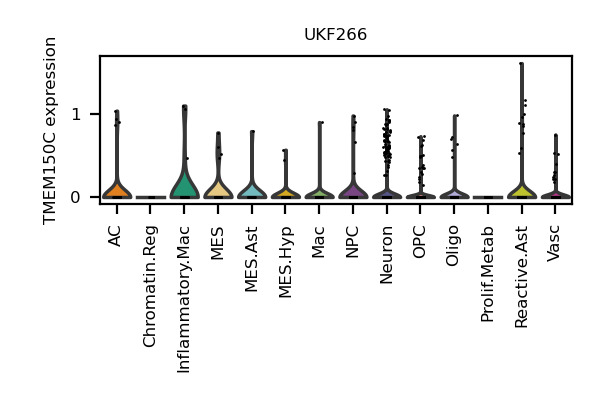 UKF266
TMEM150C expression
1
0
AC
Chromatin.Reg
Inflammatory.Mac
MES
MES.Ast
MES.Hyp
Mac
NPC
Neuron
OPC
Oligo
Prolif.Metab
Reactive.Ast
Vasc